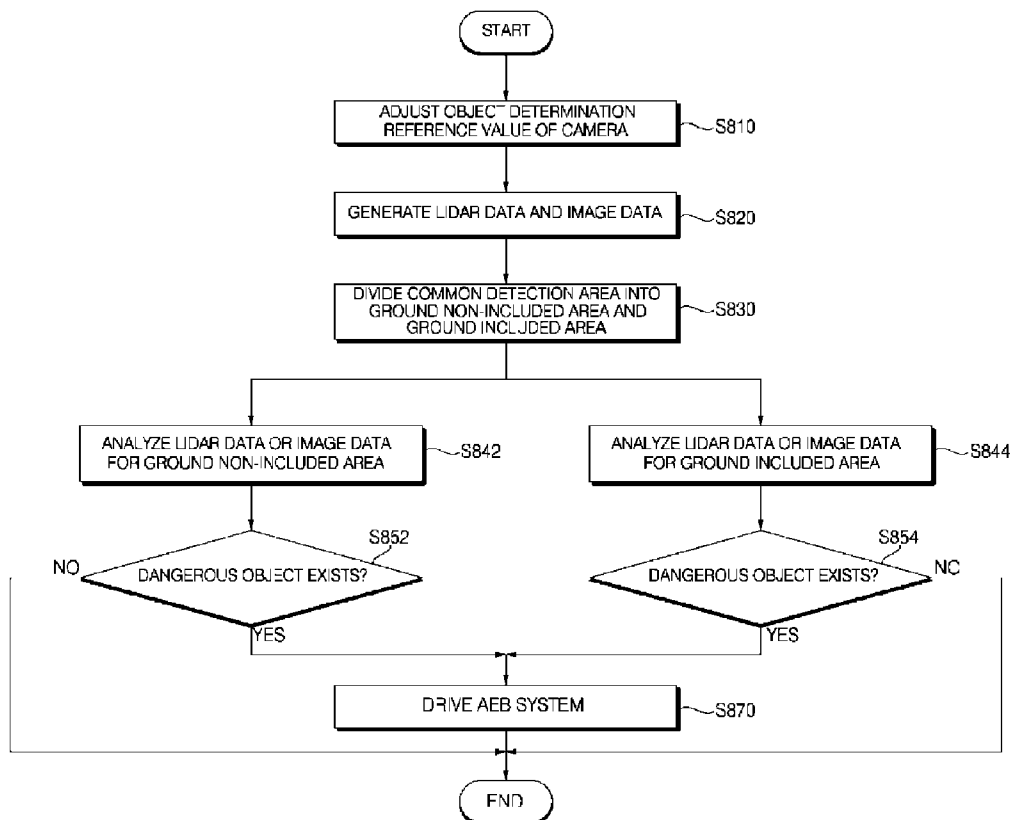 START
ADJUST OBJECT DETERMINATION
REFERENCE VALUE OF CAMERA
S810
GENERATE LIDAR DATA AND IMAGE DATA
S820
DIVIDE COMMON DETECTION AREA INTO
GROUND NON-INCLUDED AREA AND
GROUND INCLUDED AREA
S830
ANALYZE LIDAR DATA OR IMAGE DATA
FOR GROUND NON-INCLUDED AREA
S842
ANALYZE LIDAR DATA OR IMAGE DATA
FOR GROUND INCLUDED AREA
S844
S852
DANGEROUS OBJECT EXISTS?
NO
YES
S854
DANGEROUS OBJECT EXISTS?
NO
YES
DRIVE AEB SYSTEM
S870
END